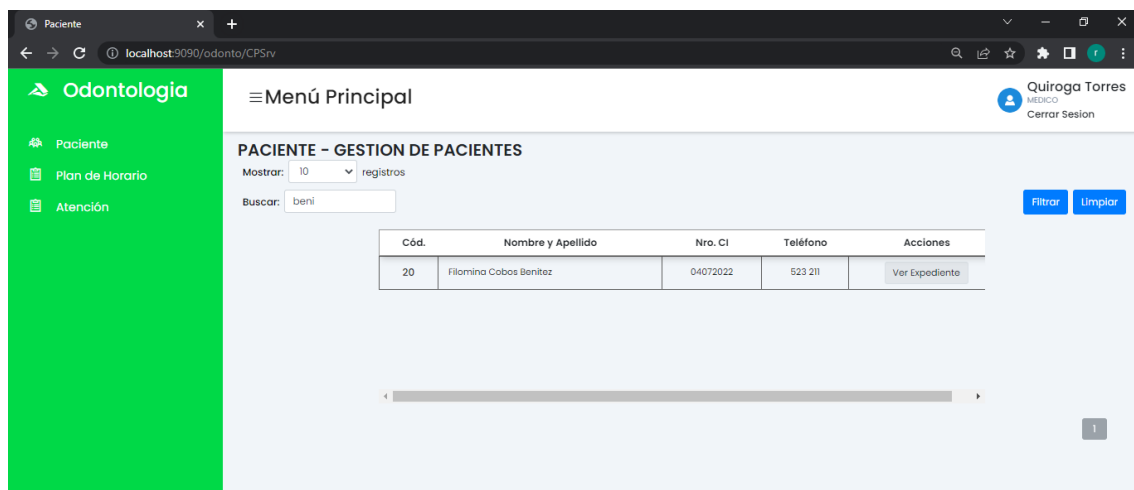 Paciente
localhost:9090/odonto/CPSrv
r
Odontologia
Menú Principal
Quiroga Torres
MEDICO
Cerrar Sesion
Paciente
Plan de Horario
Atención
PACIENTE - GESTION DE PACIENTES
Mostrar: 10 registros
Buscar: beni
Filtrar Limpiar
Cód. Nombre y Apellido Nro. CI Teléfono Acciones
20 Filomina Cobos Benitez 04072022 523 211 Ver Expediente
1